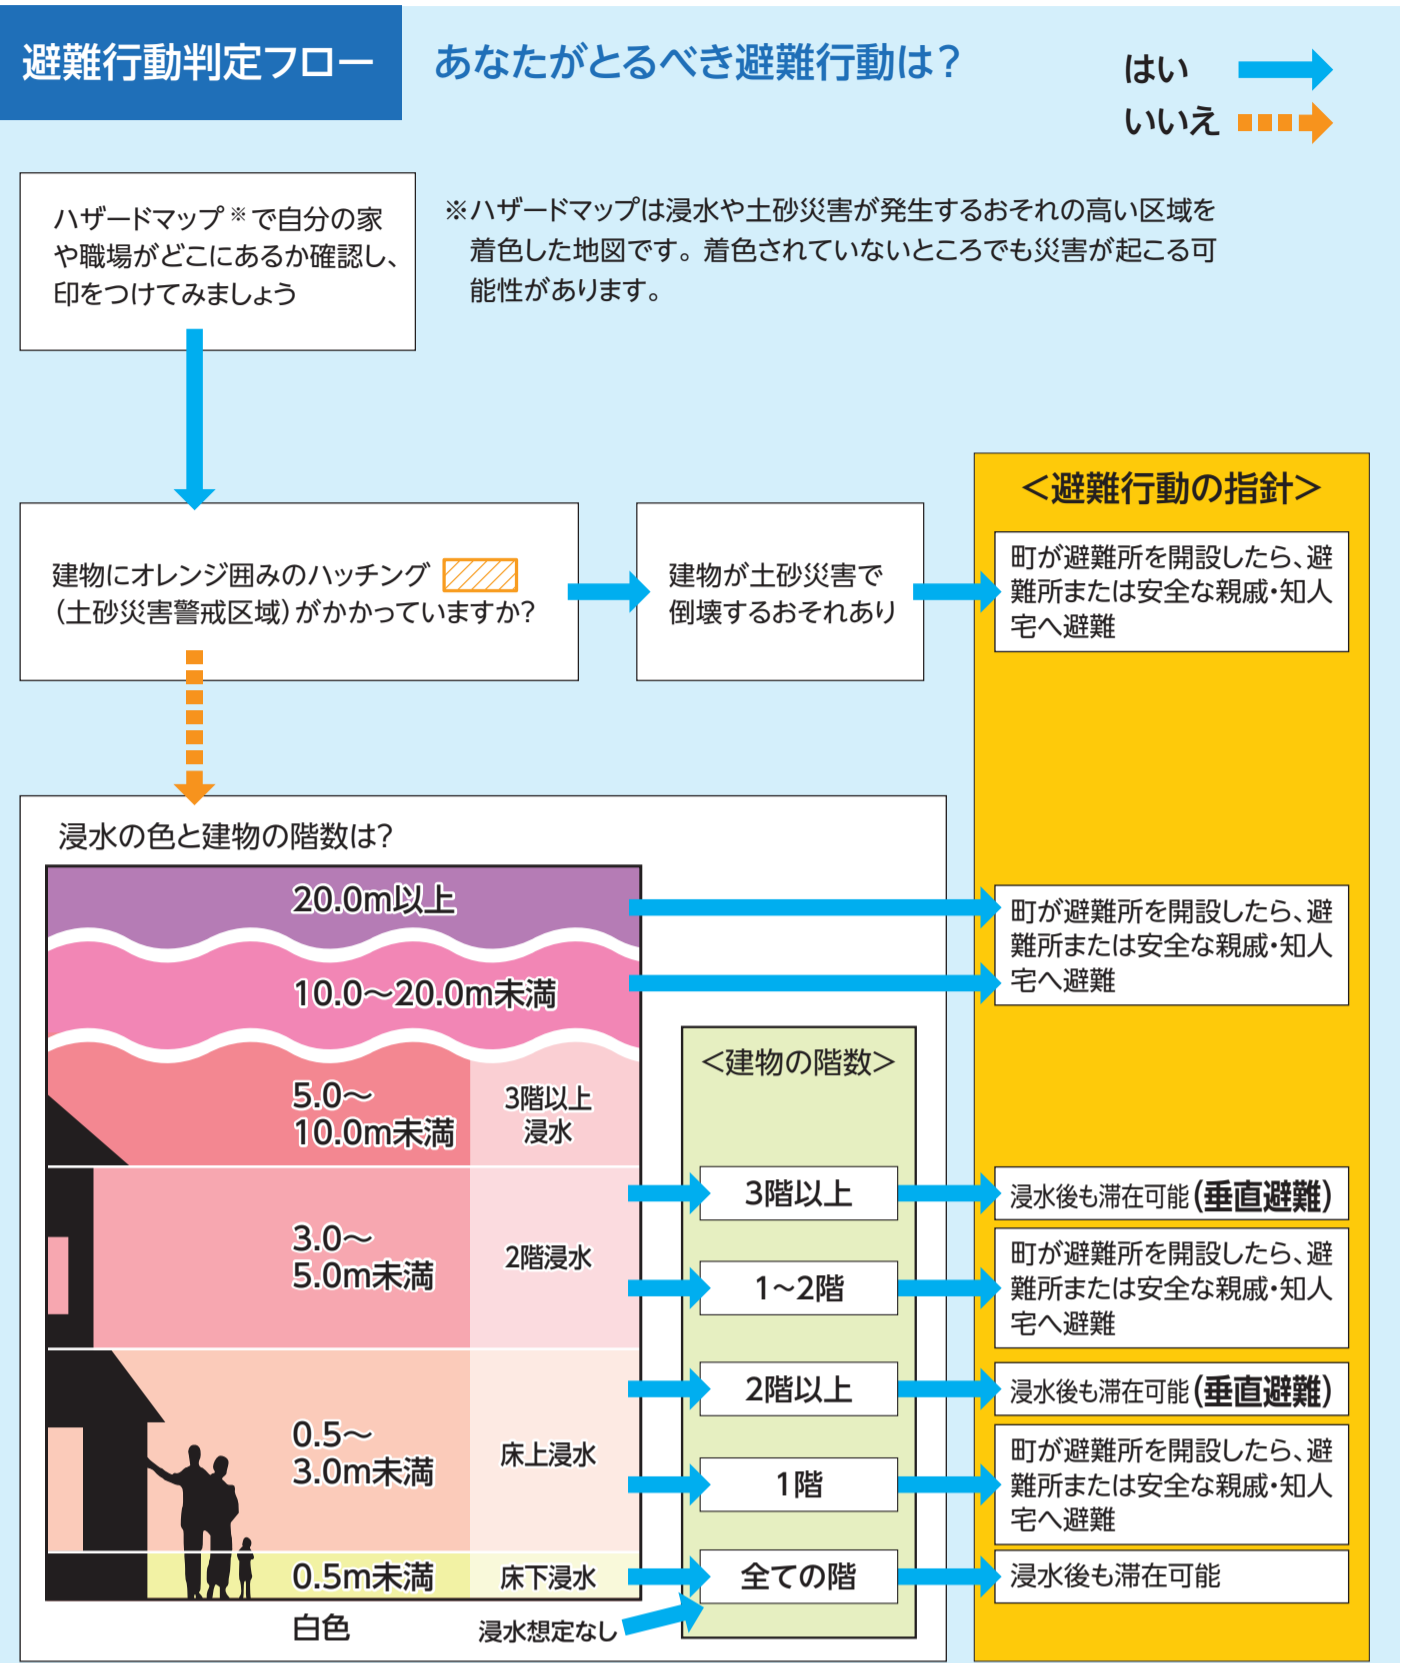 避難行動判定フロー
あなたがとるべき避難行動は？
はい
いいえ
ハザードマップ※で自分の家
や職場がどこにあるか確認し、
印をつけてみましょう
※ハザードマップは浸水や土砂災害が発生するおそれの高い区域を
着色した地図です。着色されていないところでも災害が起こる可
能性があります。
建物にオレンジ囲みのハッチング
（土砂災害警戒区域）がかかっていますか？
建物が土砂災害で
倒壊するおそれあり
＜避難行動の指針＞
町が避難所を開設したら、避
難所または安全な親戚・知人
宅へ避難
浸水の色と建物の階数は？
20.0m以上
10.0～20.0m未満
町が避難所を開設したら、避
難所または安全な親戚・知人
宅へ避難
5.0～
10.0m未満
3階以上
浸水
＜建物の階数＞
3.0～
5.0m未満
2階浸水
3階以上
浸水後も滞在可能（垂直避難）
1～2階
町が避難所を開設したら、避
難所または安全な親戚・知人
宅へ避難
0.5～
3.0m未満
床上浸水
2階以上
浸水後も滞在可能（垂直避難）
1階
町が避難所を開設したら、避
難所または安全な親戚・知人
宅へ避難
0.5m未満
床下浸水
全ての階
浸水後も滞在可能
白色
浸水想定なし